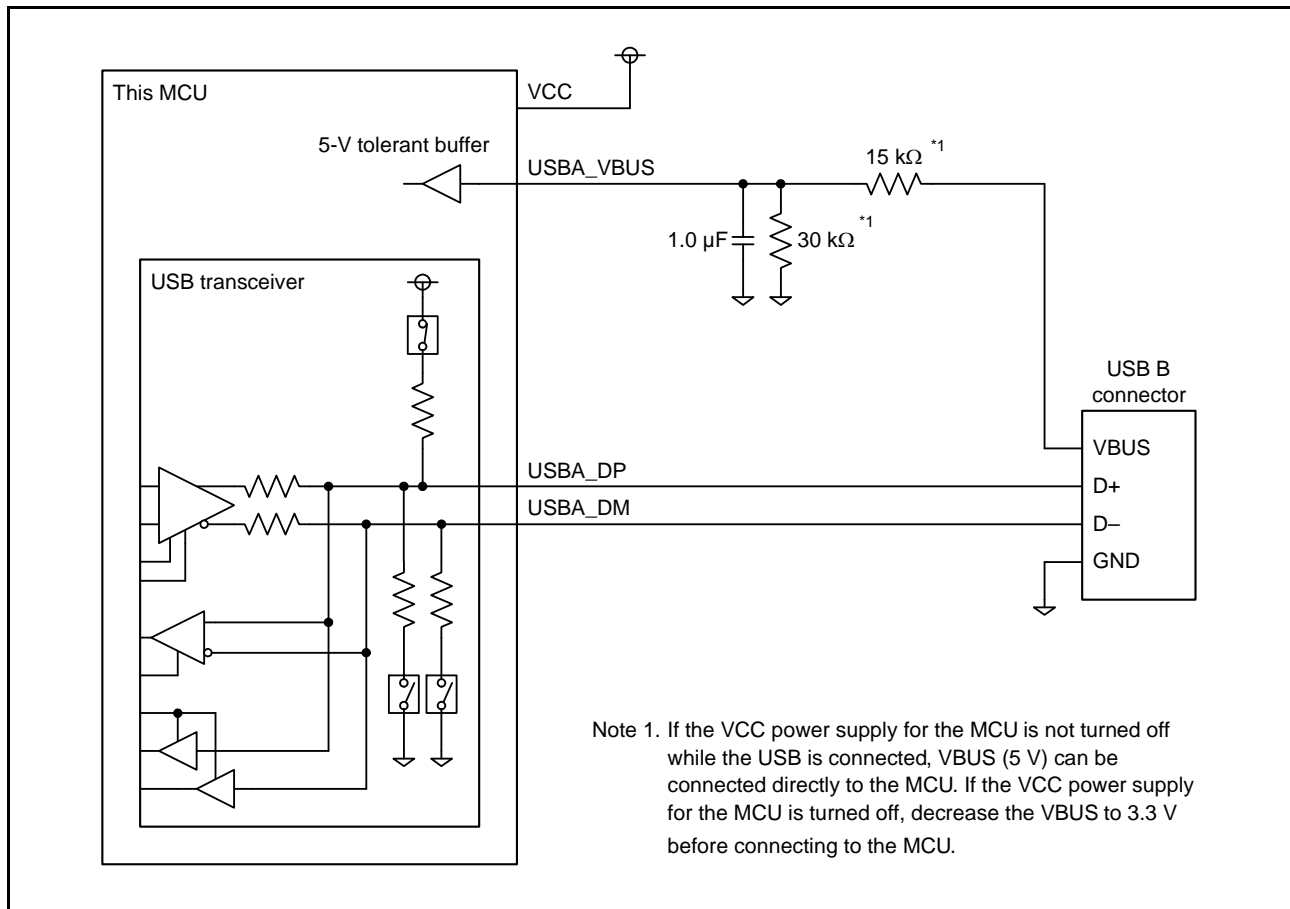 This MCU
VCC
5-V tolerant buffer
USBA_VBUS
15 kΩ *1
1.0 µF
30 kΩ *1
USB transceiver
USB B
connector
VBUS
USBA_DP
D+
USBA_DM
D–
GND
Note 1. If the VCC power supply for the MCU is not turned off
while the USB is connected, VBUS (5 V) can be
connected directly to the MCU. If the VCC power supply
for the MCU is turned off, decrease the VBUS to 3.3 V
before connecting to the MCU.